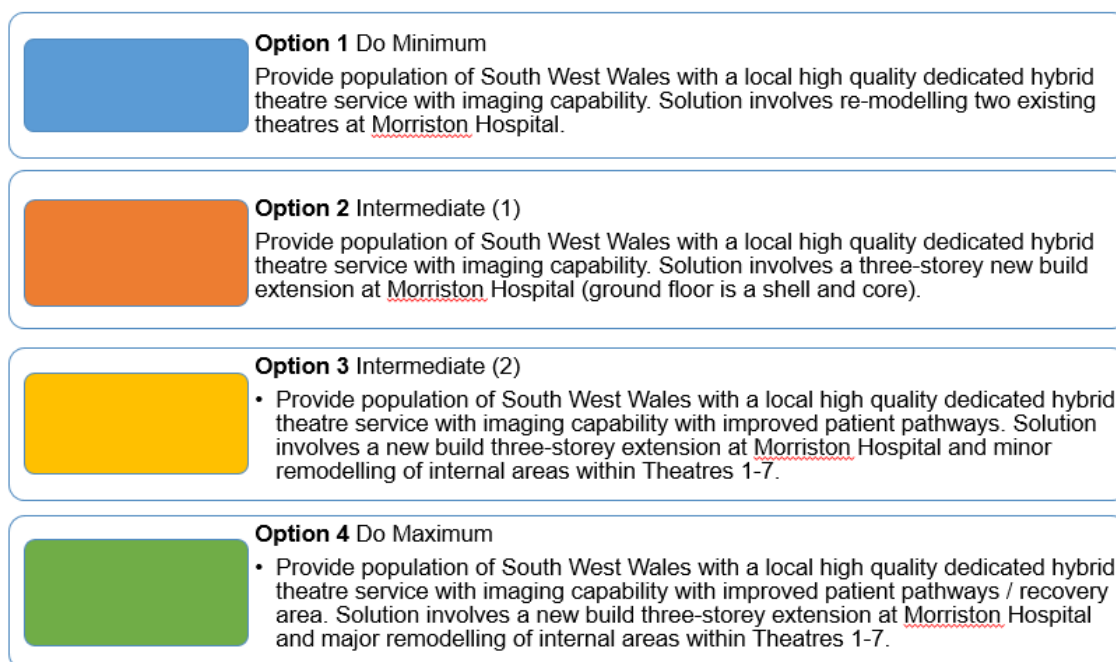 Option 1 Do Minimum
Provide population of South West Wales with a local high quality dedicated hybrid
theatre service with imaging capability. Solution involves re-modelling two existing
theatres at Morriston Hospital.
Option 2 Intermediate (1)
Provide population of South West Wales with a local high quality dedicated hybrid
theatre service with imaging capability. Solution involves a three-storey new build
extension at Morriston Hospital (ground floor is a shell and core).
Option 3 Intermediate (2)
• Provide population of South West Wales with a local high quality dedicated hybrid
theatre service with imaging capability with improved patient pathways. Solution
involves a new build three-storey extension at Morriston Hospital and minor
remodelling of internal areas within Theatres 1-7.
Option 4 Do Maximum
• Provide population of South West Wales with a local high quality dedicated hybrid
theatre service with imaging capability with improved patient pathways / recovery
area. Solution involves a new build three-storey extension at Morriston Hospital
and major remodelling of internal areas within Theatres 1-7.